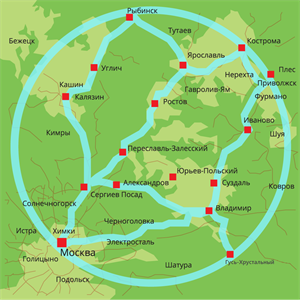 Рыбинск
Тутаев
Бежецк
Кострома
Ярославль
Углич
Плес
Нерехта
Приволжск
Кашин
Гаврилов-Ям
Фурмано
Калязин
Ростов
Иваново
Кимры
Шуя
Переславль-Залесский
Юрьев-Польский
Александров
Суздаль
Ковров
Сергиев Посад
Солнечногорск
Владимир
Черноголовка
Истра
Химки
Электросталь
Москва
Голицыно
Гусь-Хрустальный
Шатура
Подольск